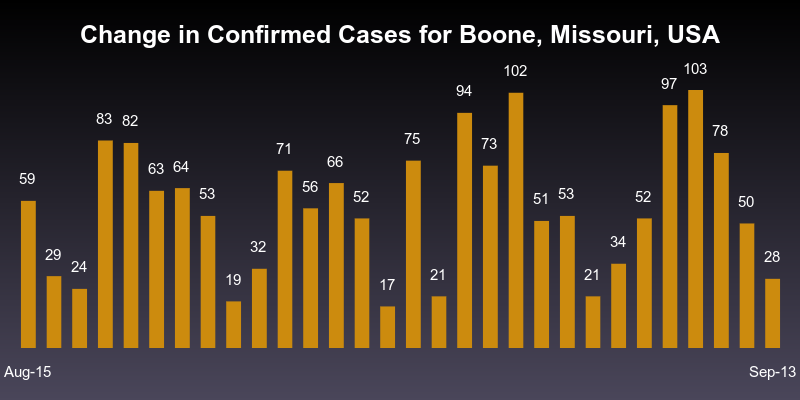 Change in Confirmed Cases for Boone, Missouri, USA
59 29 24 83 82 63 64 53 19 32 71 56 66 52 17 75 21 94 73 102 51 53 21 34 52 97 103 78 50 28
Aug-15 Sep-13